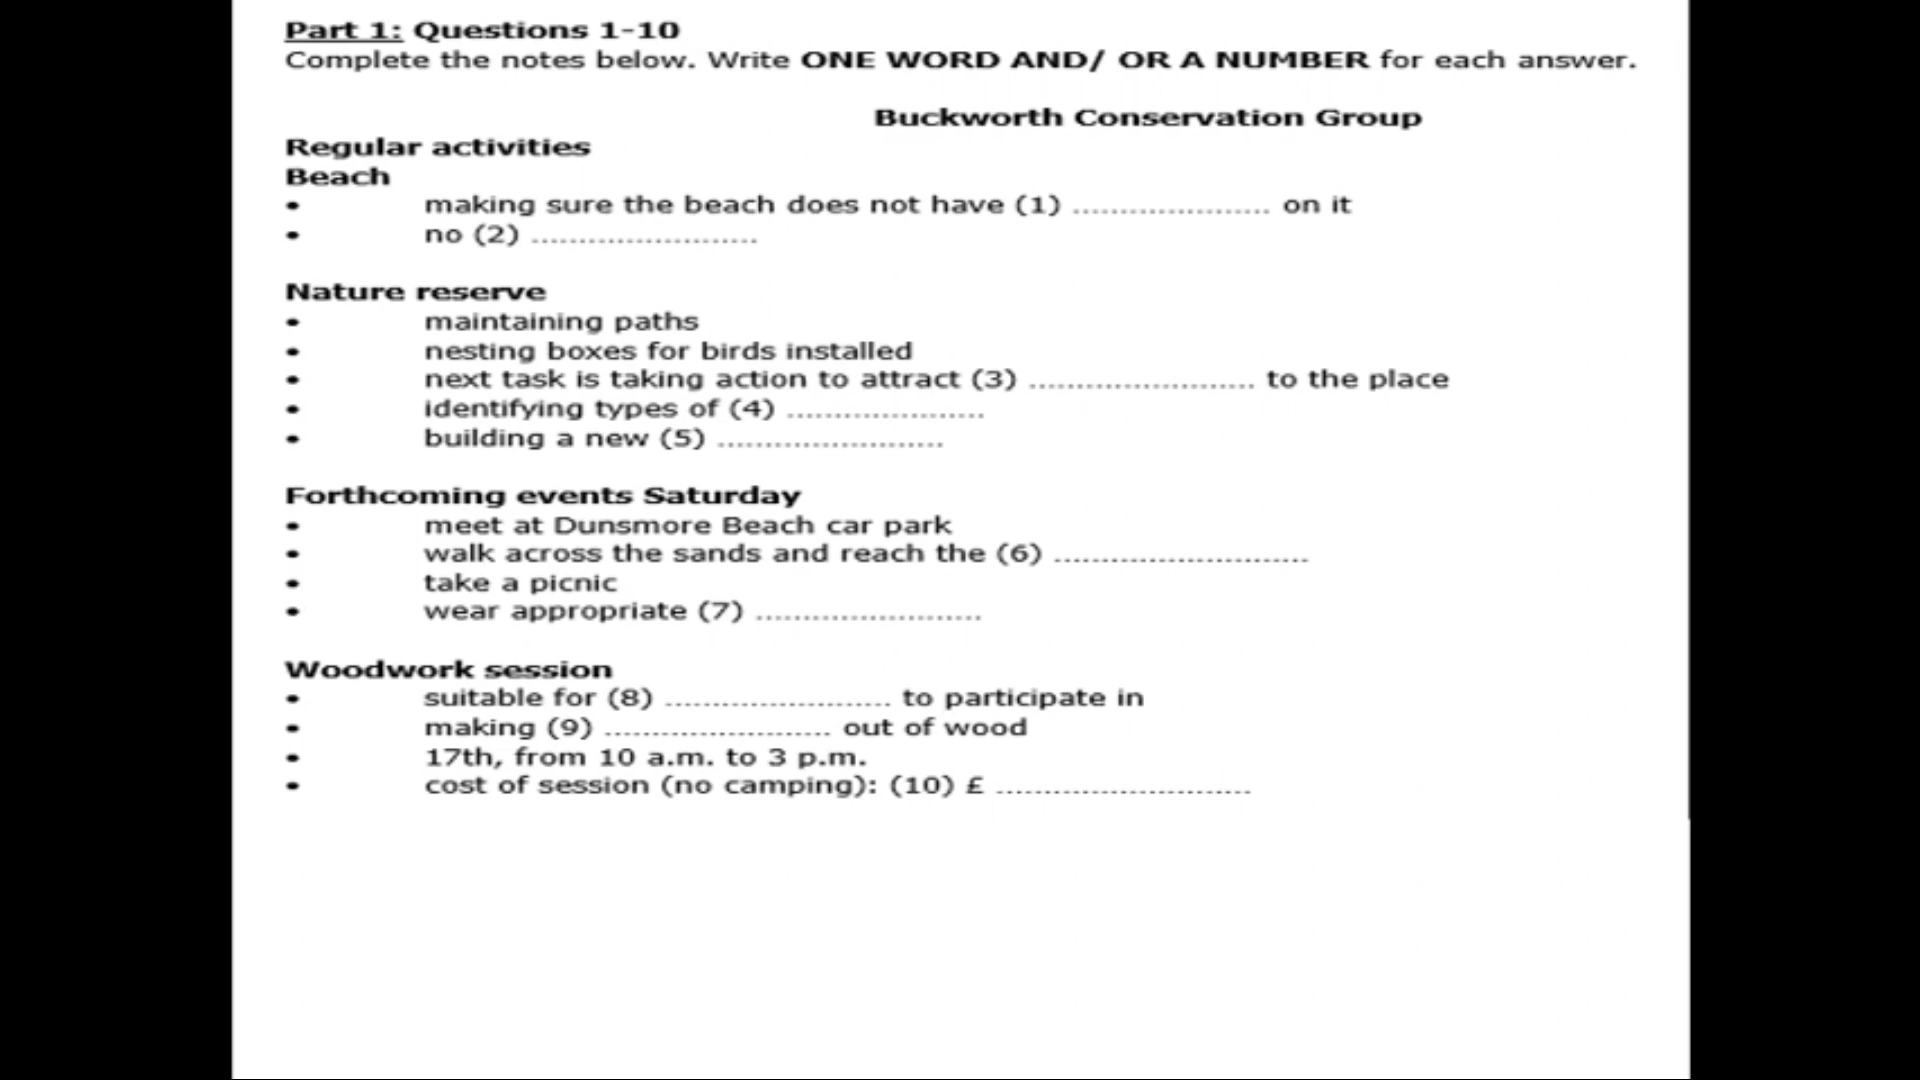 Part 1: Questions 1-10
Complete the notes below. Write ONE WORD AND/ OR A NUMBER for each answer.
Buckworth Conservation Group
Regular activities
Beach
• making sure the beach does not have (1) ..................... on it
• no (2) ........................
Nature reserve
• maintaining paths
• nesting boxes for birds installed
• next task is taking action to attract (3) ........................ to the place
• identifying types of (4) .....................
• building a new (5) ........................
Forthcoming events Saturday
• meet at Dunsmore Beach car park
• walk across the sands and reach the (6) ...........................
• take a picnic
• wear appropriate (7) ........................
Woodwork session
• suitable for (8) ........................ to participate in
• making (9) ........................ out of wood
• 17th, from 10 a.m. to 3 p.m.
• cost of session (no camping): (10) £ ...........................